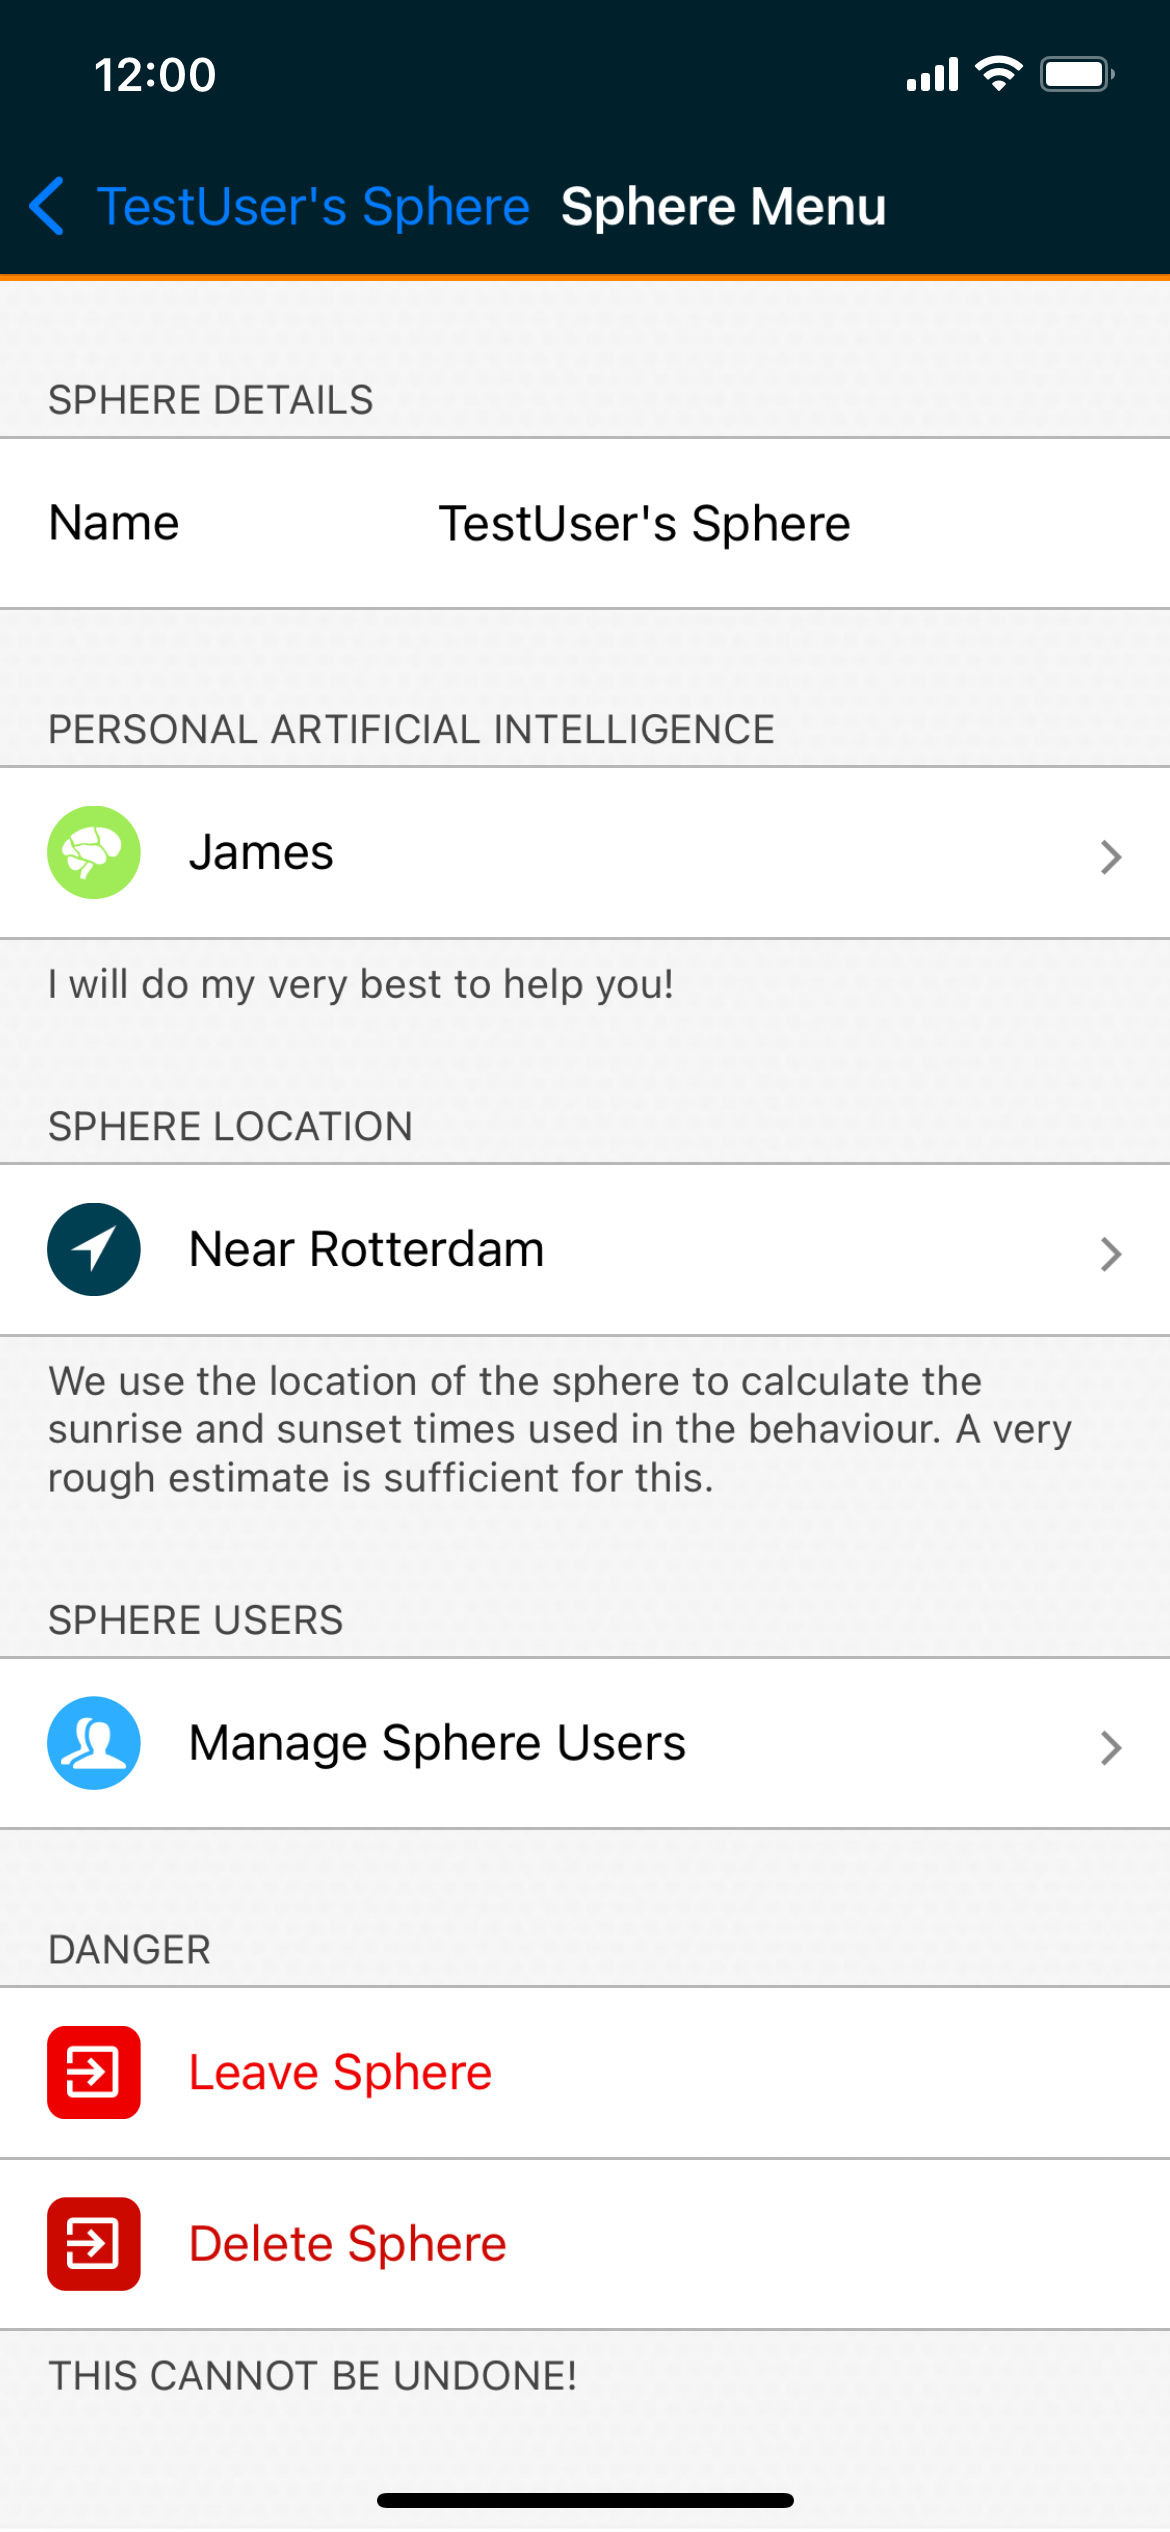 12:00
TestUser's Sphere Sphere Menu
SPHERE DETAILS
Name TestUser's Sphere
PERSONAL ARTIFICIAL INTELLIGENCE
James
I will do my very best to help you!
SPHERE LOCATION
Near Rotterdam
We use the location of the sphere to calculate the
sunrise and sunset times used in the behaviour. A very
rough estimate is sufficient for this.
SPHERE USERS
Manage Sphere Users
DANGER
Leave Sphere
Delete Sphere
THIS CANNOT BE UNDONE!